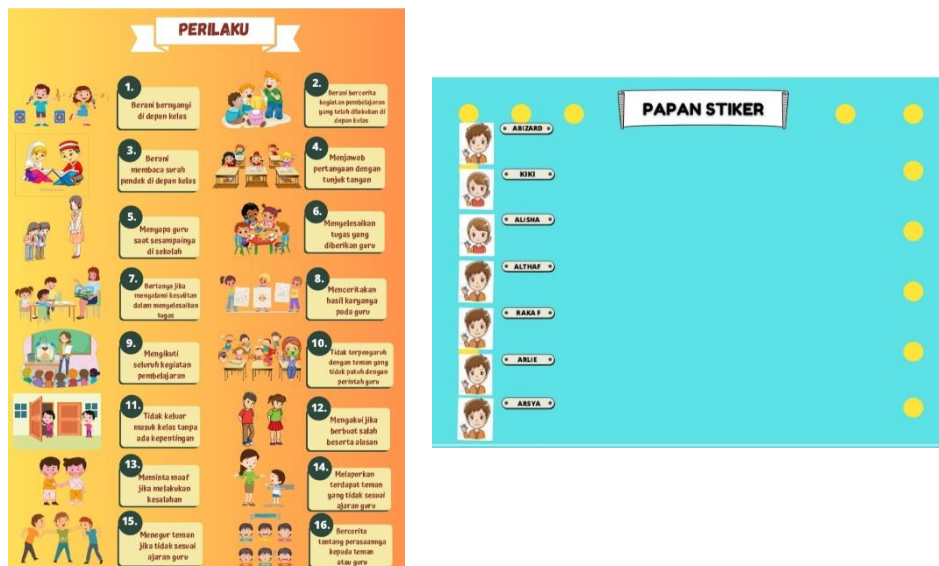 PERILAKU
1.
Berani bernyanyi
di depan kelas
2.
Berani bercerita
kegiatan pembelajaran
yang telah dilakukan di
depan kelas
3.
Berani
membaca surah
pendek di depan kelas
4.
Menjawab
pertanyaan dengan
tunjuk tangan
5.
Menyapa guru
saat sesampainya
di sekolah
6.
Menyelesaikan
tugas yang
diberikan guru
7.
Bertanya jika
mengalami kesulitan
dalam menyelesaikan
tugas
8.
Menceritakan
hasil karyanya
pada guru
9.
Mengikuti
seluruh kegiatan
pembelajaran
10.
Tidak terpengaruh
dengan teman yang
tidak patuh dengan
perintah guru
11.
Tidak keluar
masuk kelas tanpa
ada kepentingan
12.
Mengakui jika
berbuat salah
beserta alasan
13.
Meminta maaf
jika melakukan
kesalahan
14.
Melaporkan
terdapat teman
yang tidak sesuai
ajaran guru
15.
Menegur teman
jika tidak sesuai
ajaran guru
16.
Bercerita
tentang perasaannya
kepada teman
atau guru
PAPAN STIKER
ABIZARD
KIKI
ALISHA
ALTHAF
RAKA F
ARLIE
ARSYA